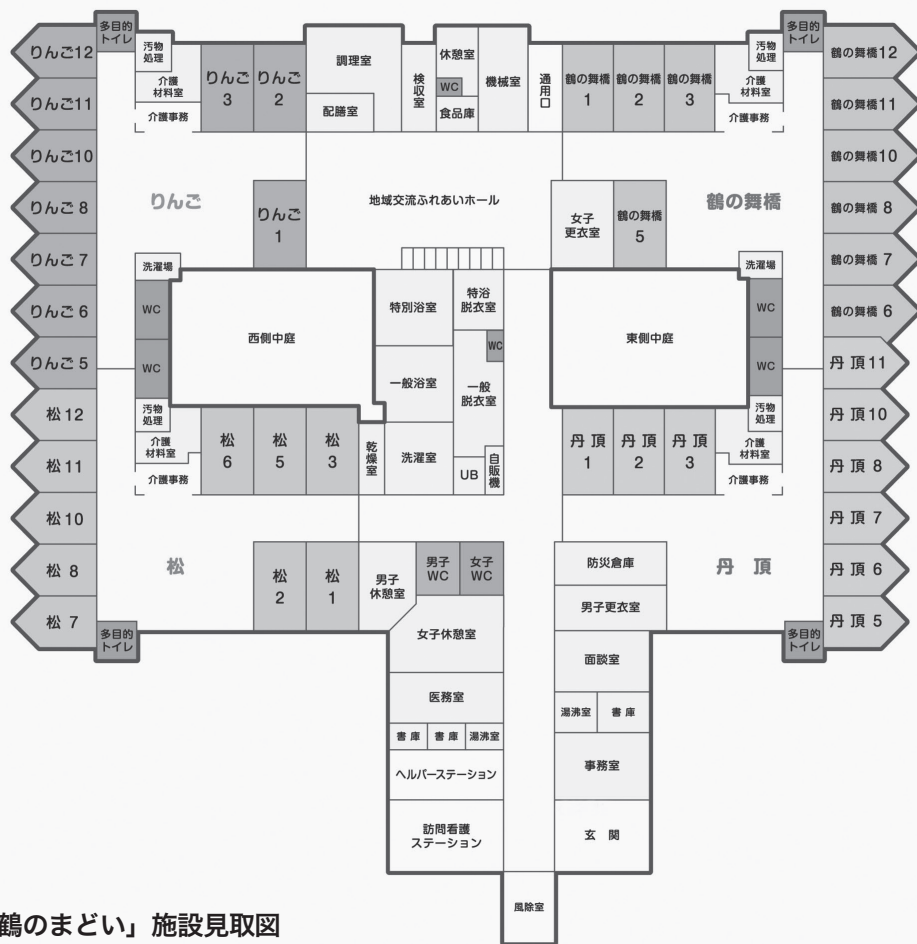 多目的
トイレ
多目的
トイレ
りんご12
汚物
処理
介護
材料室
介護事務
りんご
3
りんご
2
調理室
配膳室
検収室
休憩室
WC
食品庫
機械室
通用口
鶴の舞橋
1
鶴の舞橋
2
鶴の舞橋
3
汚物
処理
介護
材料室
介護事務
鶴の舞橋12
りんご11
鶴の舞橋11
りんご10
鶴の舞橋10
りんご 8
りんご
りんご
1
地域交流ふれあいホール
女子
更衣室
鶴の舞橋
5
鶴の舞橋
鶴の舞橋 8
りんご 7
洗濯場
洗濯場
鶴の舞橋 7
りんご 6
WC
西側中庭
特別浴室
特浴
脱衣室
WC
東側中庭
WC
鶴の舞橋 6
りんご 5
WC
一般浴室
一般
脱衣室
WC
丹 頂 11
松 12
汚物
処理
介護
材料室
介護事務
松
6
松
5
松
3
乾燥室
洗濯室
UB
自販機
丹 頂
1
丹 頂
2
丹 頂
3
汚物
処理
介護
材料室
介護事務
丹 頂 10
松 11
丹 頂 8
松 10
丹 頂 7
松 8
松
松
2
松
1
男子
休憩室
男子
WC
女子
WC
防災倉庫
丹 頂
丹 頂 6
松 7
男子更衣室
丹 頂 5
多目的
トイレ
多目的
トイレ
女子休憩室
面談室
医務室
湯沸室
書 庫
書 庫
書 庫
湯沸室
事務室
ヘルパーステーション
訪問看護
ステーション
玄 関
風除室
鶴のまどい」施設見取図